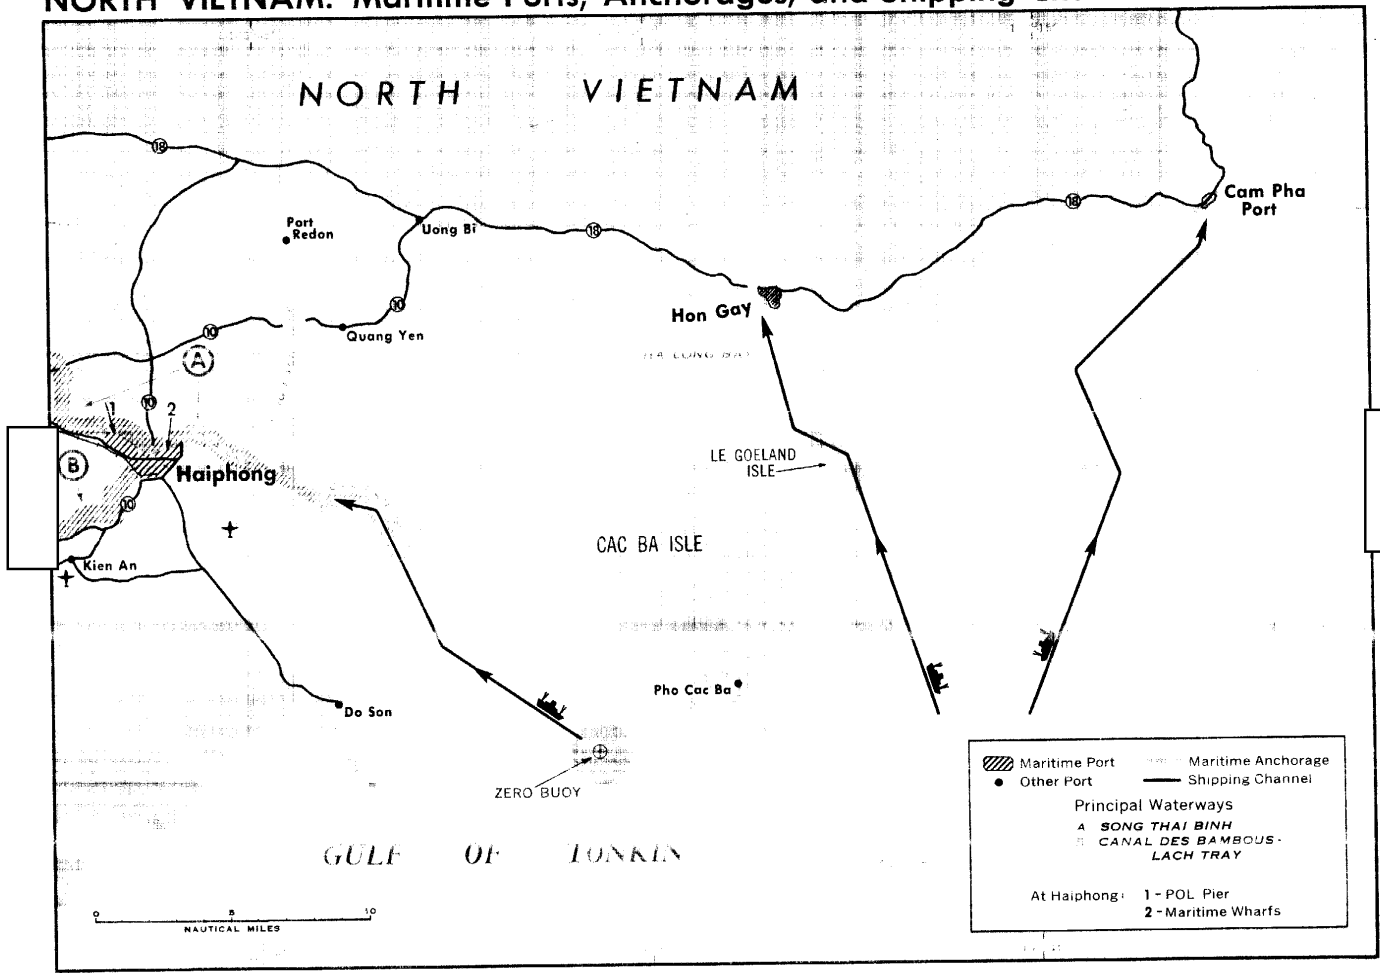 NORTH VIETNAM: Maritime Ports, Anchorages, and Shipping
NORTH VIETNAM
18
Cam Pha
Port
18
Port
Redon
Uong Bi
18
Hon Gay
10
10
Quang Yen
A
HA LONG BAY
10
1
2
LE GOELAND
ISLE
B
Haiphong
10
CAC BA ISLE
Kien An
Pho Cac Ba
Do Son
ZERO BUOY
GULF OF TONKIN
Maritime Port
Maritime Anchorage
Other Port
Shipping Channel
Principal Waterways
A SONG THAI BINH
B CANAL DES BAMBOUS-
LACH TRAY
At Haiphong: 1 - POL Pier
2 - Maritime Wharfs
0 5 10
NAUTICAL MILES